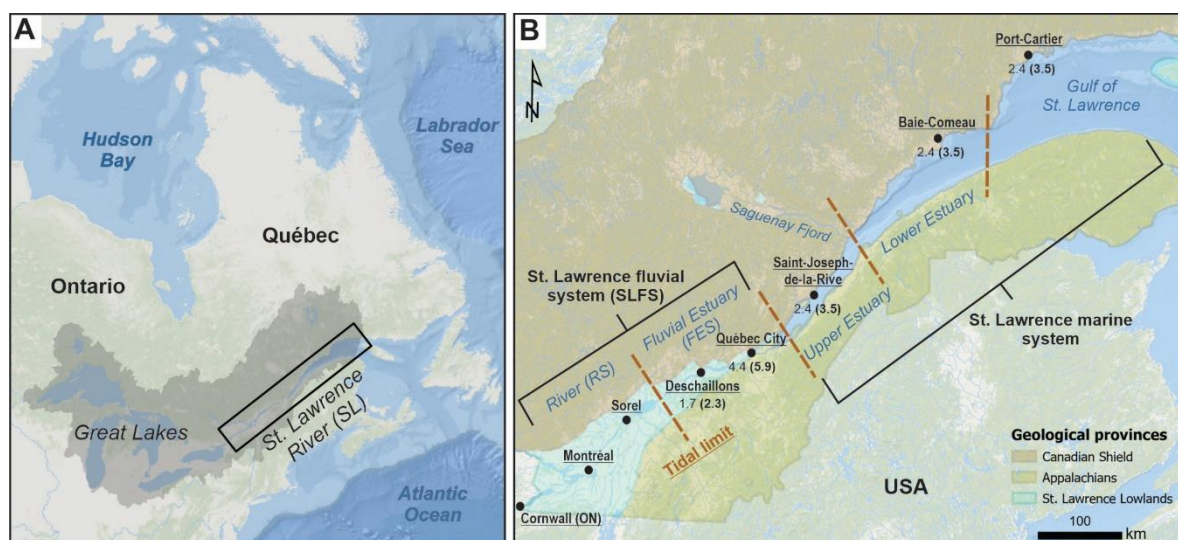 A
Hudson
Bay
Labrador
Sea
Québec
Ontario
Great Lakes
St. Lawrence
River (SL)
Atlantic
Ocean
B
N
Port-Cartier
2.4 (3.5)
Gulf of
St. Lawrence
Baie-Comeau
2.4 (3.5)
Saguenay Fjord
Lower Estuary
Saint-Joseph-
de-la-Rive
2.4 (3.5)
St. Lawrence fluvial
system (SLFS)
Fluvial Estuary
(FES)
Upper Estuary
St. Lawrence marine
system
Québec City
4.4 (5.9)
River (RS)
Deschaillons
1.7 (2.3)
Sorel
Tidal limit
Montréal
Cornwall (ON)
USA
Geological provinces
Canadian Shield
Appalachians
St. Lawrence Lowlands
100
km